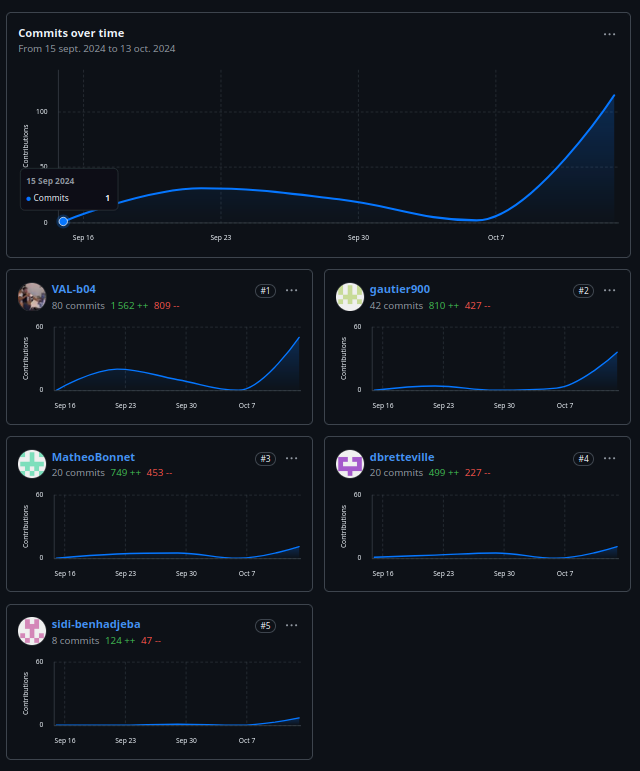 Commits over time
From 15 sept. 2024 to 13 oct. 2024
Contributions
100
50
0
15 Sep 2024
Commits 1
Sep 16 Sep 23 Sep 30 Oct 7
VAL-b04 #1
80 commits 1 562 ++ 809 --
Contributions
60
0
Sep 16 Sep 23 Sep 30 Oct 7
gautier900 #2
42 commits 810 ++ 427 --
Contributions
60
0
Sep 16 Sep 23 Sep 30 Oct 7
MatheoBonnet #3
20 commits 749 ++ 453 --
Contributions
60
0
Sep 16 Sep 23 Sep 30 Oct 7
dbretteville #4
20 commits 499 ++ 227 --
Contributions
60
0
Sep 16 Sep 23 Sep 30 Oct 7
sidi-benhadjeba #5
8 commits 124 ++ 47 --
Contributions
60
0
Sep 16 Sep 23 Sep 30 Oct 7